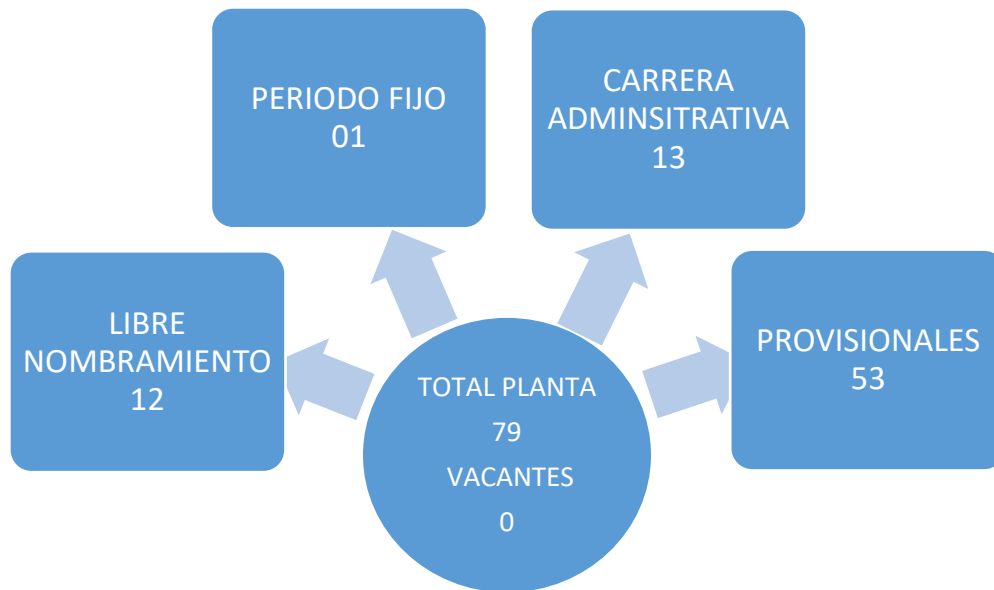 PERIODO FIJO
01
CARRERA
ADMINSITRATIVA
13
LIBRE
NOMBRAMIENTO
12
PROVISIONALES
53
TOTAL PLANTA
79
VACANTES
0